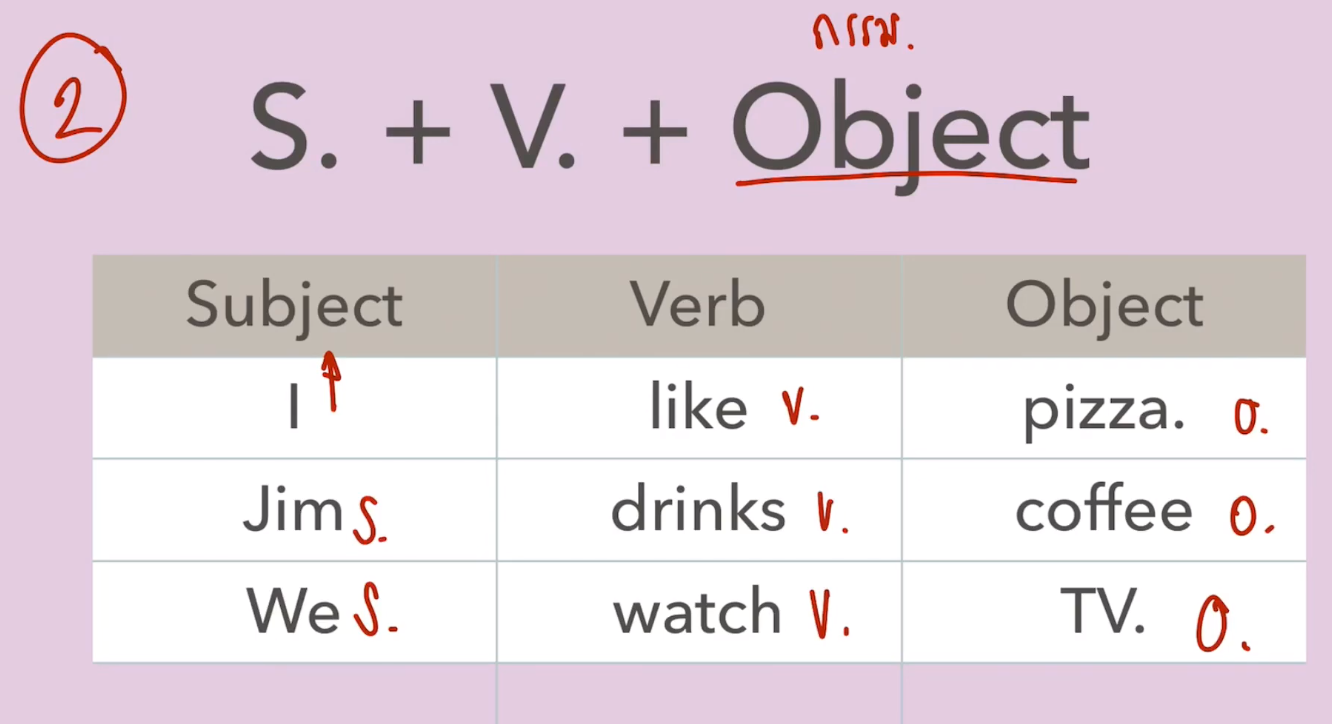 กรรม.
2
S. + V. + Object
Subject Verb Object
I like v. pizza. o.
Jim s. drinks v. coffee o.
We s. watch v. TV. o.